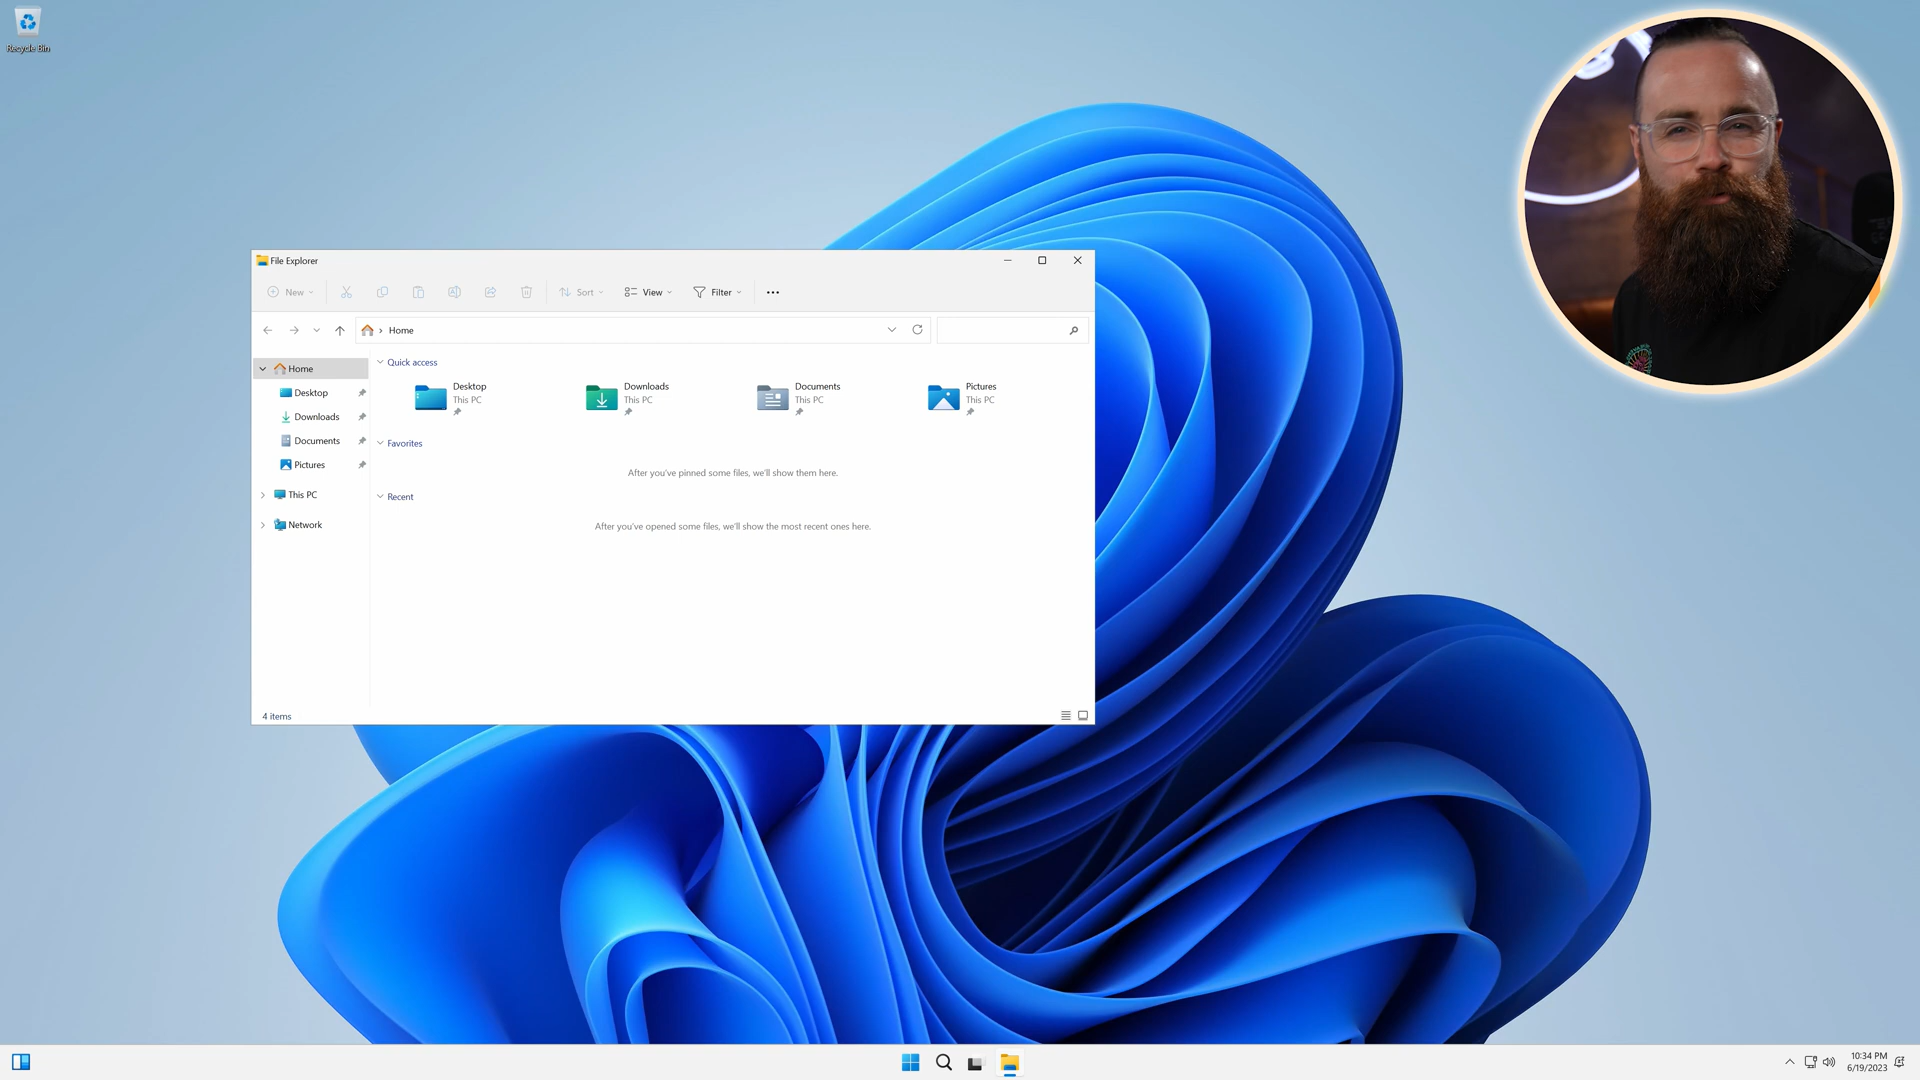 Recycle Bin
File Explorer
New
Sort
View
Filter
Home
Home
Desktop
Downloads
Documents
Pictures
This PC
Network
Quick access
Desktop
This PC
Downloads
This PC
Documents
This PC
Pictures
This PC
Favorites
After you've pinned some files, we'll show them here.
Recent
After you've opened some files, we'll show the most recent ones here.
4 items
10:34 PM
6/19/2023